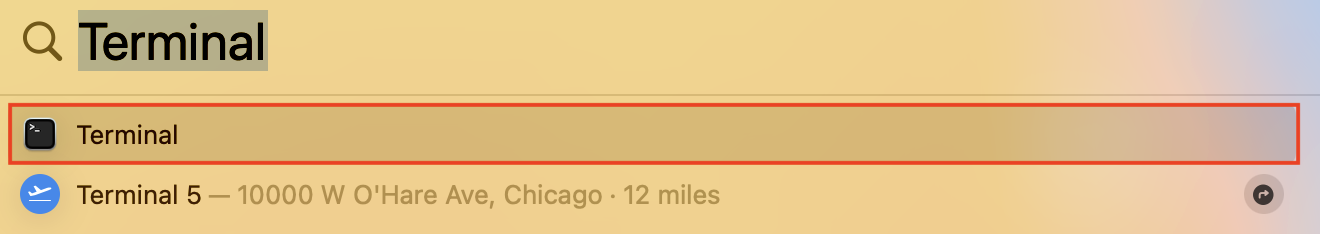 Terminal
>_ Terminal
Terminal 5 — 10000 W O'Hare Ave, Chicago · 12 miles